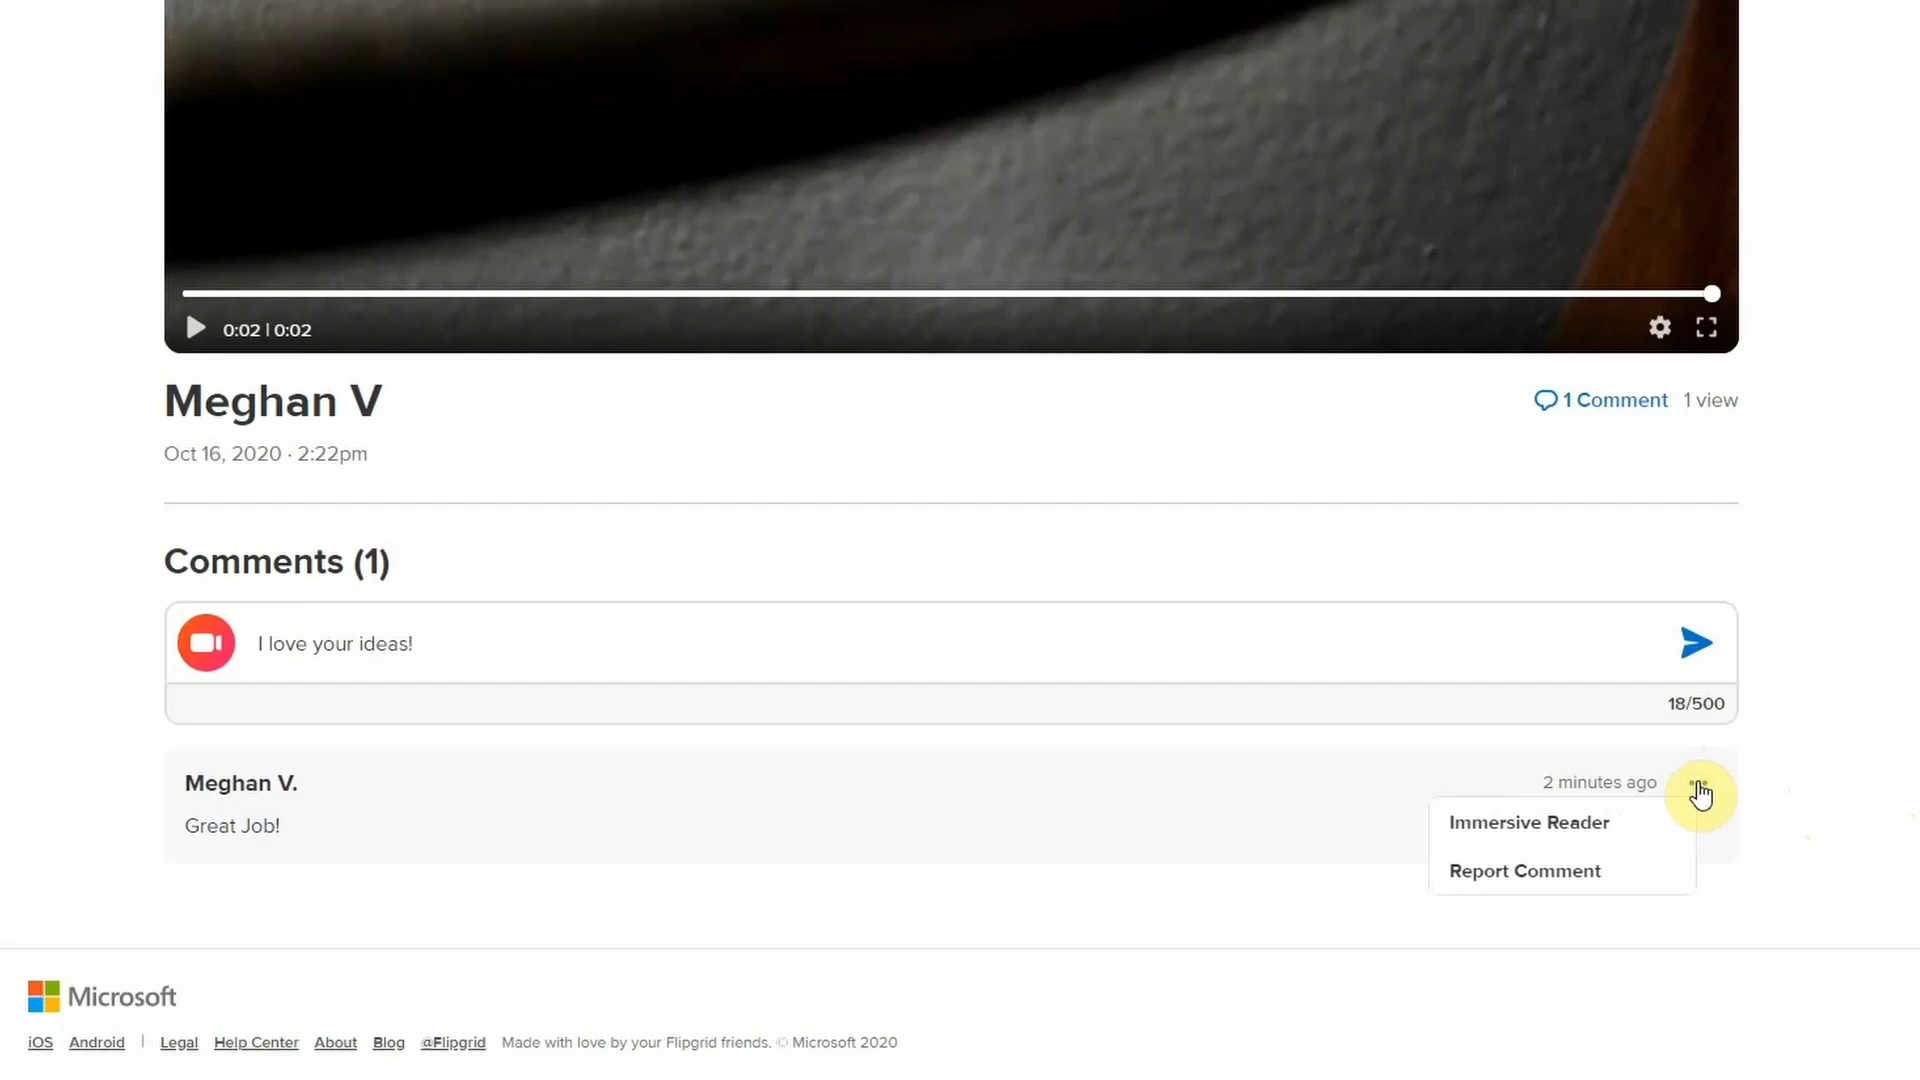 0:02 | 0:02
Meghan V
1 Comment 1 view
Oct 16, 2020 · 2:22pm
Comments (1)
I love your ideas!
18/500
Meghan V.
2 minutes ago
Great Job!
Immersive Reader
Report Comment
Microsoft
iOS Android | Legal Help Center About Blog @Flipgrid Made with love by your Flipgrid friends. © Microsoft 2020